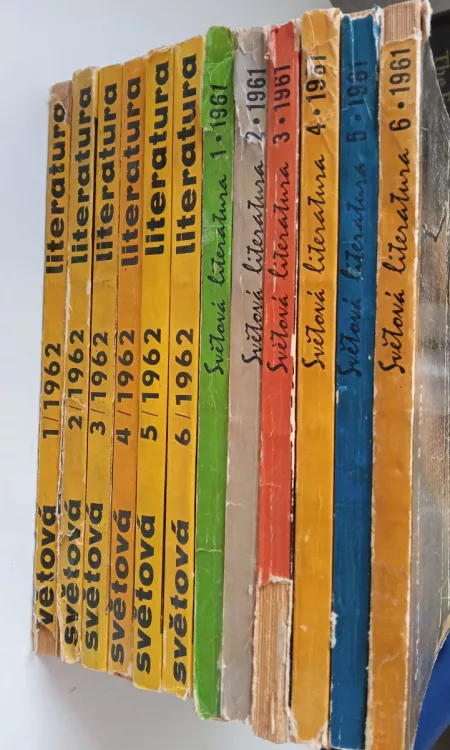 větová 1/1962 literatura
světová 2/1962 literatura
světová 3/1962 literatura
světová 4/1962 literatura
světová 5/1962 literatura
světová 6/1962 literatura
Světová literatura 1 • 1961
Světová literatura 2 • 1961
Světová literatura 3 • 1961
Světová literatura 4 • 1961
Světová literatura 5 • 1961
Světová literatura 6 • 1961